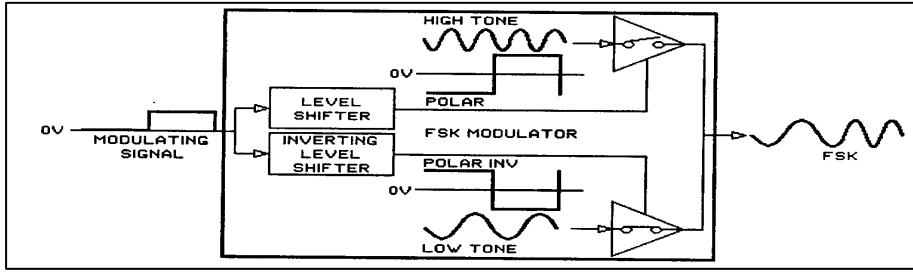 HIGH TONE
0V
POLAR
LEVEL
SHIFTER
0V
MODULATING
SIGNAL
FSK MODULATOR
INVERTING
LEVEL
SHIFTER
POLAR INV
0V
LOW TONE
FSK